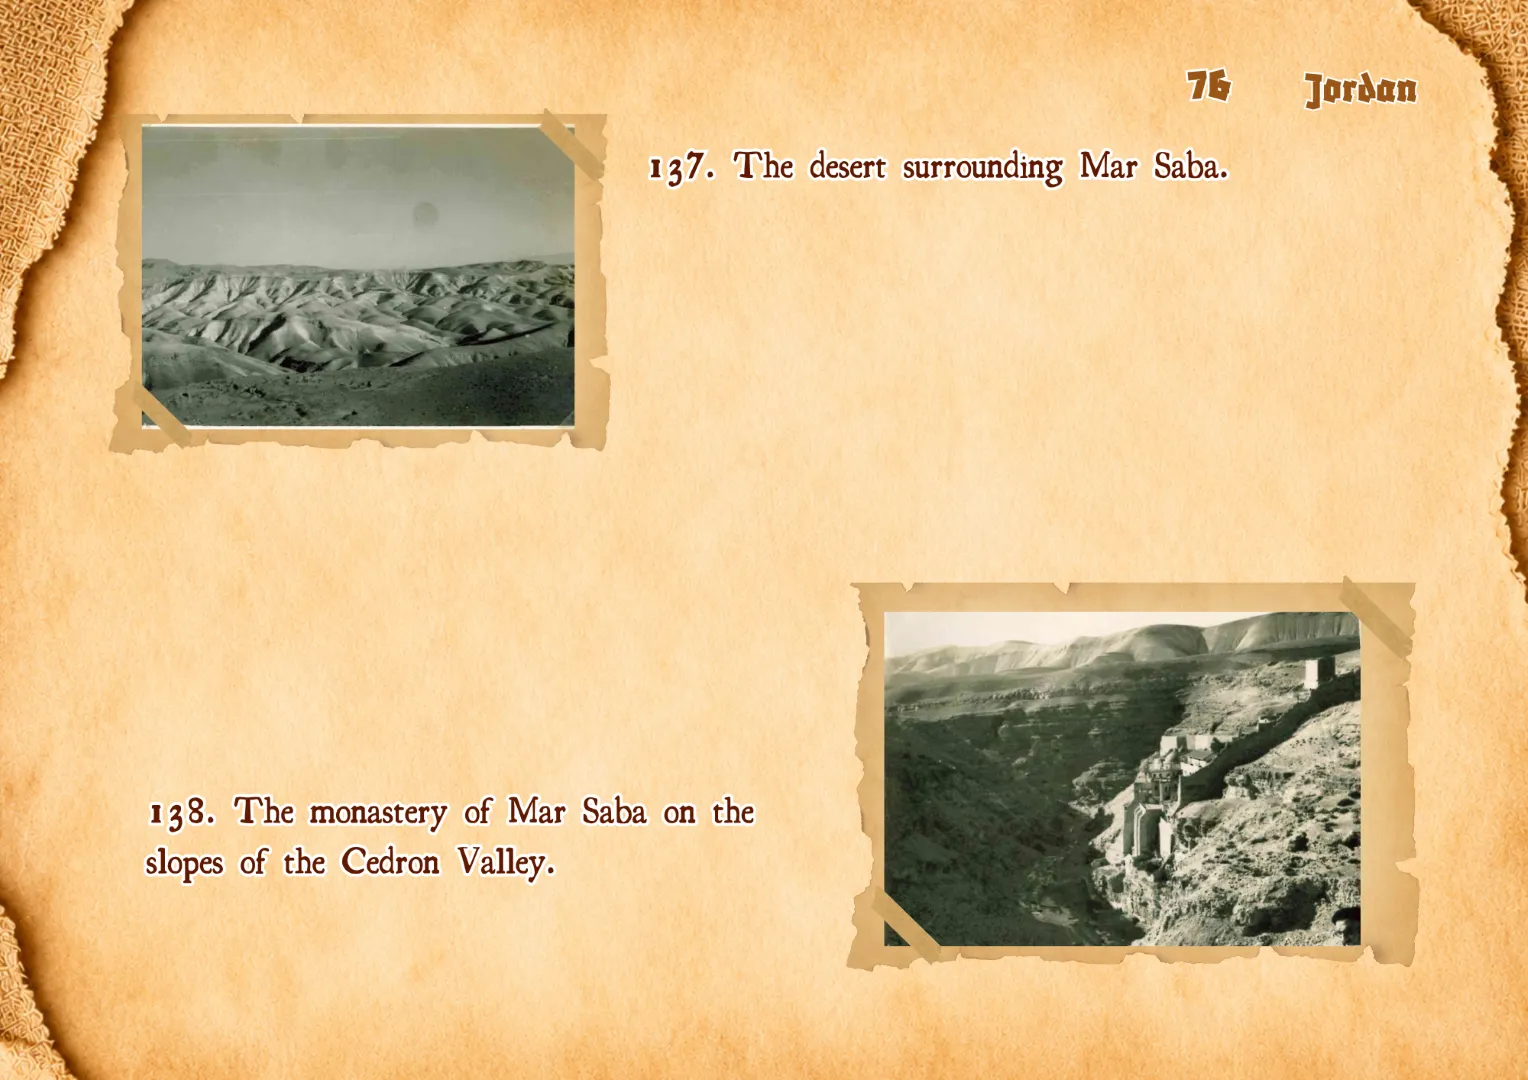 76 Jordan
137. The desert surrounding Mar Saba.
138. The monastery of Mar Saba on the
slopes of the Cedron Valley.